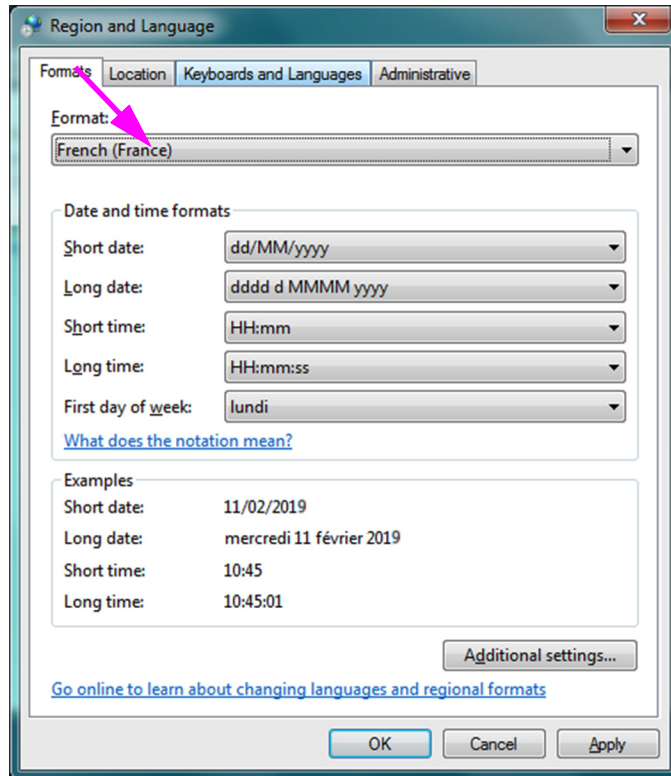 Region and Language
Formats Location Keyboards and Languages Administrative
Format:
French (France)
Date and time formats
Short date: dd/MM/yyyy
Long date: dddd d MMMM yyyy
Short time: HH:mm
Long time: HH:mm:ss
First day of week: lundi
What does the notation mean?
Examples
Short date: 11/02/2019
Long date: mercredi 11 février 2019
Short time: 10:45
Long time: 10:45:01
Additional settings...
Go online to learn about changing languages and regional formats
OK Cancel Apply